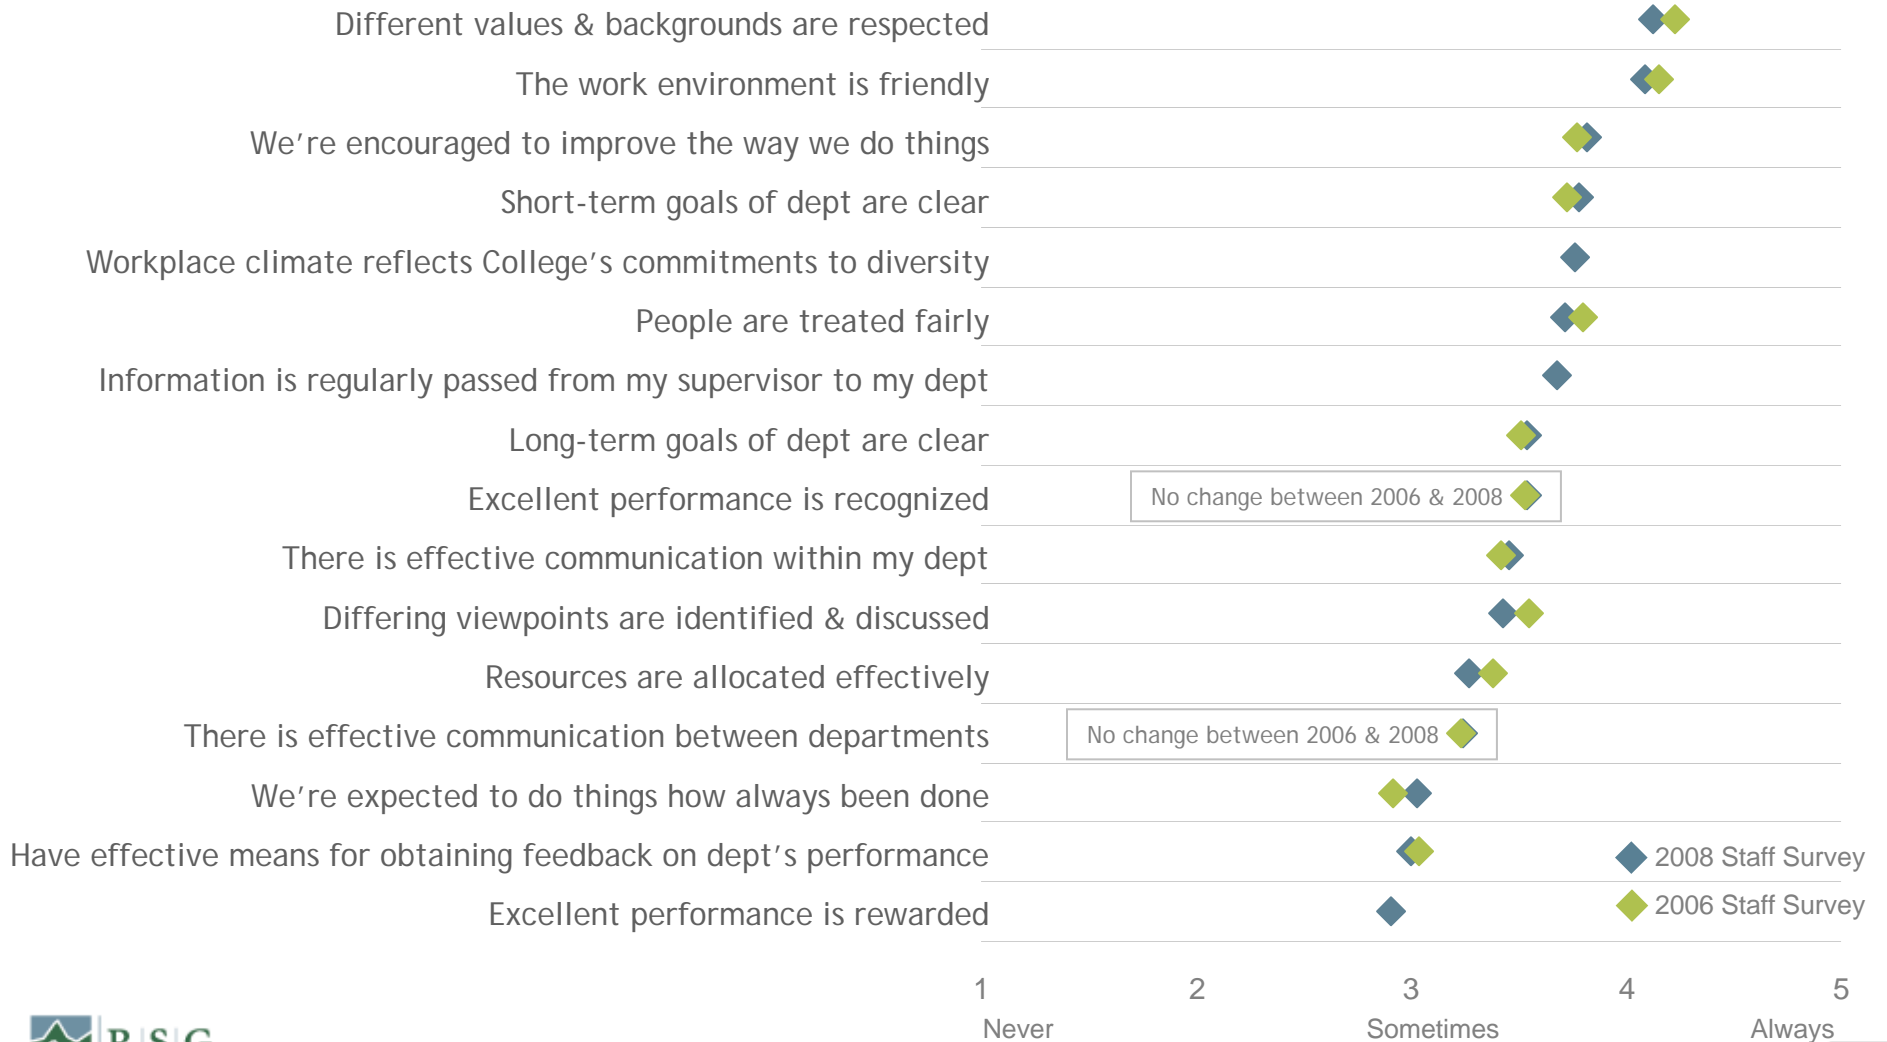 Different values & backgrounds are respected
The work environment is friendly
We're encouraged to improve the way we do things
Short-term goals of dept are clear
Workplace climate reflects College's commitments to diversity
People are treated fairly
Information is regularly passed from my supervisor to my dept
Long-term goals of dept are clear
Excellent performance is recognized
No change between 2006 & 2008
There is effective communication within my dept
Differing viewpoints are identified & discussed
Resources are allocated effectively
There is effective communication between departments
No change between 2006 & 2008
We're expected to do things how always been done
Have effective means for obtaining feedback on dept's performance
2008 Staff Survey
2006 Staff Survey
Excellent performance is rewarded
1 2 3 4 5
Never Sometimes Always
R S G